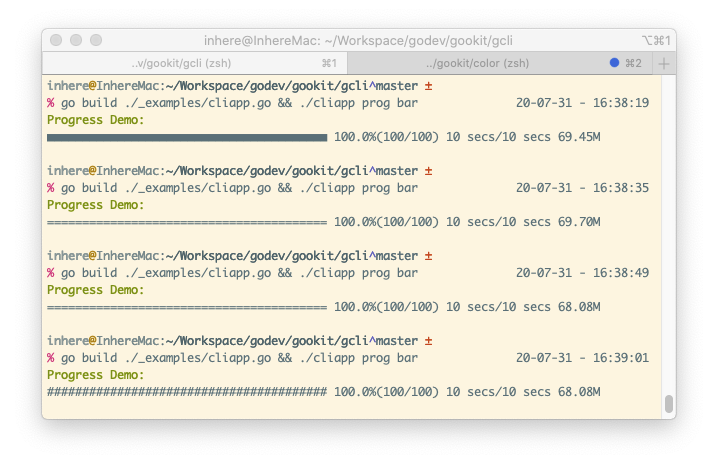 inhere@InhereMac: ~/Workspace/godev/gookit/gcli ⌥⌘1
..v/gookit/gcli (zsh) ⌘1 ../gookit/color (zsh) ⌘2 +
inhere@InhereMac:~/Workspace/godev/gookit/gcli^master ±
% go build ./_examples/cliapp.go && ./cliapp prog bar 20-07-31 - 16:38:19
Progress Demo:
■■■■■■■■■■■■■■■■■■■■■■■■■■■■■■■■■■■■■■■■ 100.0%(100/100) 10 secs/10 secs 69.45M
inhere@InhereMac:~/Workspace/godev/gookit/gcli^master ±
% go build ./_examples/cliapp.go && ./cliapp prog bar 20-07-31 - 16:38:35
Progress Demo:
======================================== 100.0%(100/100) 10 secs/10 secs 69.70M
inhere@InhereMac:~/Workspace/godev/gookit/gcli^master ±
% go build ./_examples/cliapp.go && ./cliapp prog bar 20-07-31 - 16:38:49
Progress Demo:
======================================== 100.0%(100/100) 10 secs/10 secs 68.08M
inhere@InhereMac:~/Workspace/godev/gookit/gcli^master ±
% go build ./_examples/cliapp.go && ./cliapp prog bar 20-07-31 - 16:39:01
Progress Demo:
######################################## 100.0%(100/100) 10 secs/10 secs 68.08M